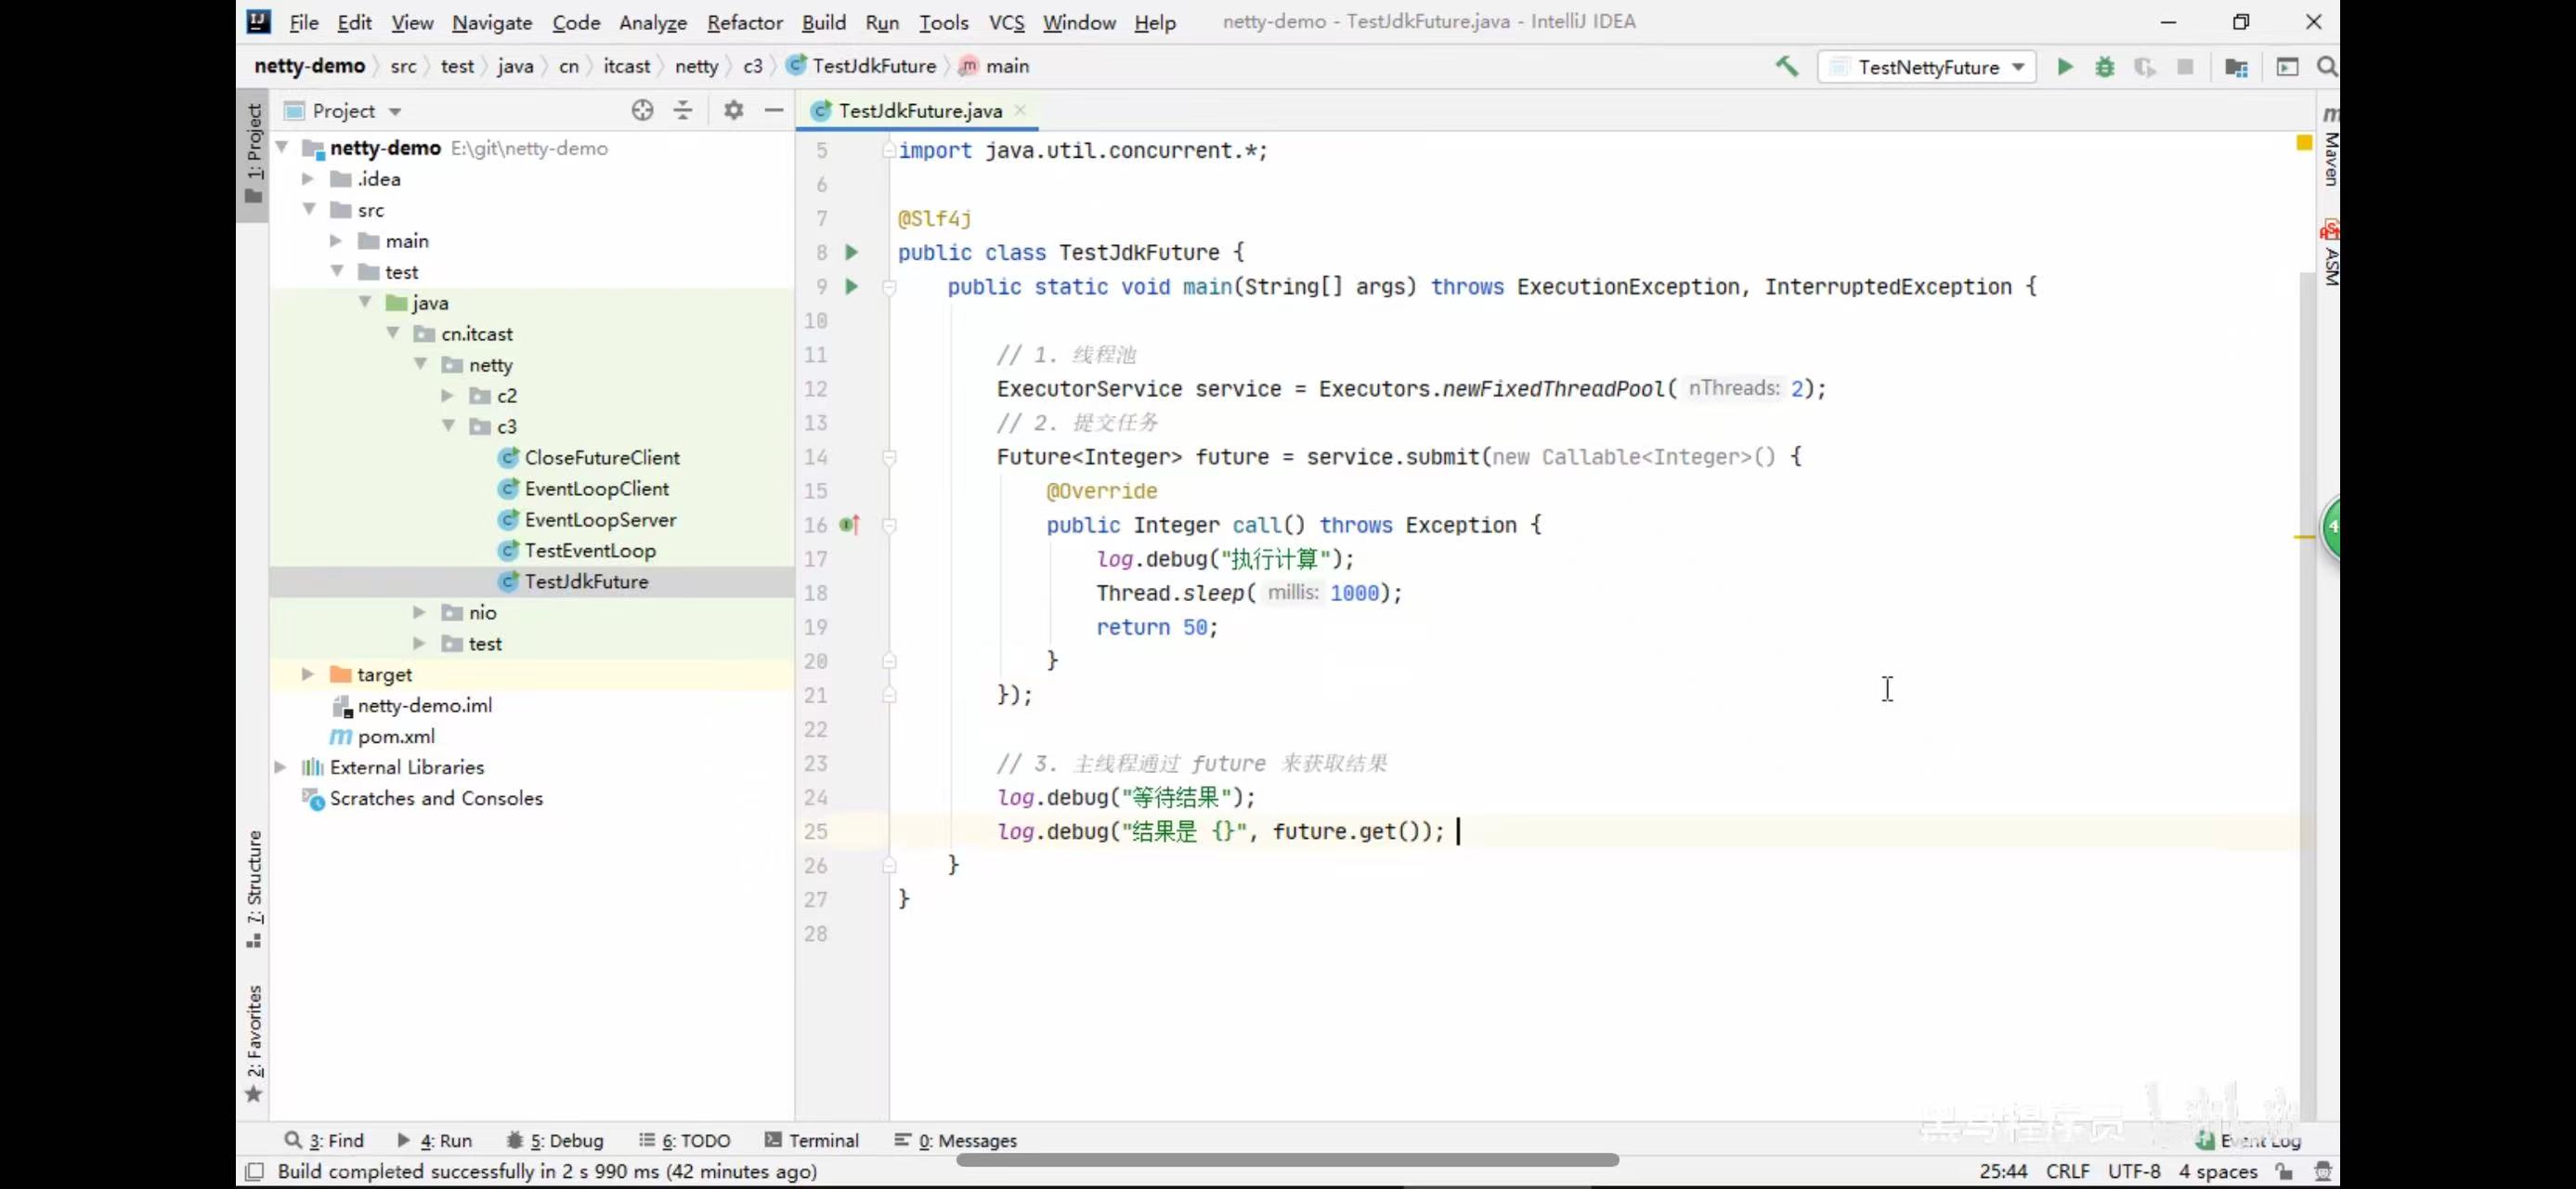 File Edit View Navigate Code Analyze Refactor Build Run Tools VCS Window Help netty-demo - TestJdkFuture.java - IntelliJ IDEA
netty-demo src test java cn itcast netty c3 TestJdkFuture main TestNettyFuture
Project
TestJdkFuture.java
1: Project
7: Structure
2: Favorites
netty-demo E:\git\netty-demo
.idea
src
main
test
java
cn.itcast
netty
c2
c3
CloseFutureClient
EventLoopClient
EventLoopServer
TestEventLoop
TestJdkFuture
nio
test
target
netty-demo.iml
pom.xml
External Libraries
Scratches and Consoles
5 import java.util.concurrent.*;
6
7 @Slf4j
8 public class TestJdkFuture {
9 public static void main(String[] args) throws ExecutionException, InterruptedException {
10
11 // 1. 线程池
12 ExecutorService service = Executors.newFixedThreadPool( nThreads: 2);
13 // 2. 提交任务
14 Future<Integer> future = service.submit(new Callable<Integer>() {
15 @Override
16 public Integer call() throws Exception {
17 log.debug("执行计算");
18 Thread.sleep( millis: 1000);
19 return 50;
20 }
21 });
22
23 // 3. 主线程通过 future 来获取结果
24 log.debug("等待结果");
25 log.debug("结果是 {}", future.get());
26 }
27 }
28
Maven
ASM
4
黑马程序员
3: Find 4: Run 5: Debug 6: TODO Terminal 0: Messages Event Log
Build completed successfully in 2 s 990 ms (42 minutes ago) 25:44 CRLF UTF-8 4 spaces